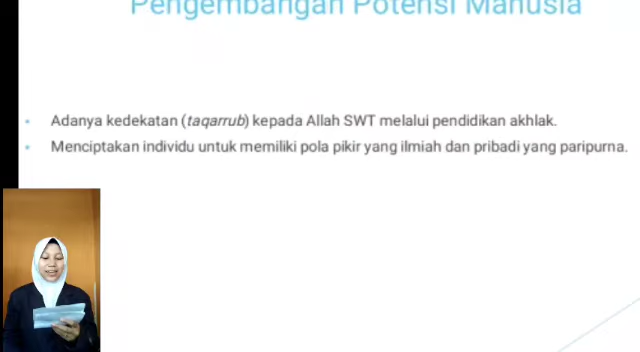 Pengembangan Potensi Manusia
Adanya kedekatan (taqarrub) kepada Allah SWT melalui pendidikan akhlak.
Menciptakan individu untuk memiliki pola pikir yang ilmiah dan pribadi yang paripurna.